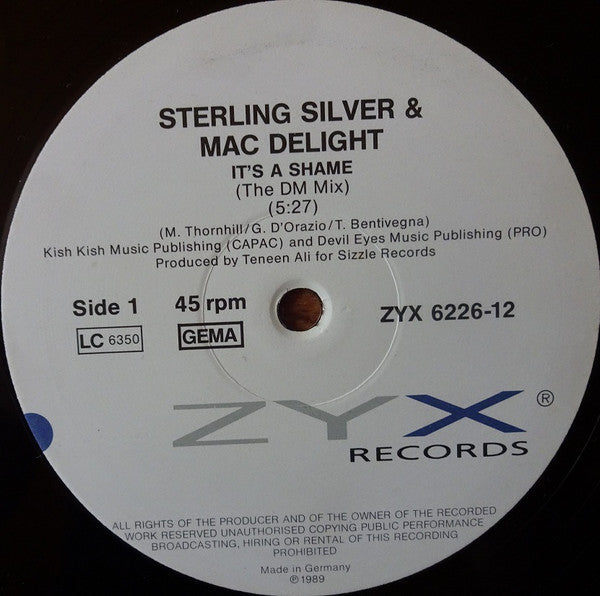 STERLING SILVER &
MAC DELIGHT
IT'S A SHAME
(The DM Mix)
(5:27)
(M. Thornhill/G. D'Orazio/T. Bentivegna)
Kish Kish Music Publishing (CAPAC) and Devil Eyes Music Publishing (PRO)
Produced by Teneen Ali for Sizzle Records
Side 1 45 rpm ZYX 6226-12
LC 6350 GEMA
ZYX ®
RECORDS
ALL RIGHTS OF THE PRODUCER AND OF THE OWNER OF THE RECORDED
WORK RESERVED UNAUTHORISED COPYING PUBLIC PERFORMANCE
BROADCASTING, HIRING OR RENTAL OF THIS RECORDING
PROHIBITED
Made in Germany
℗ 1989